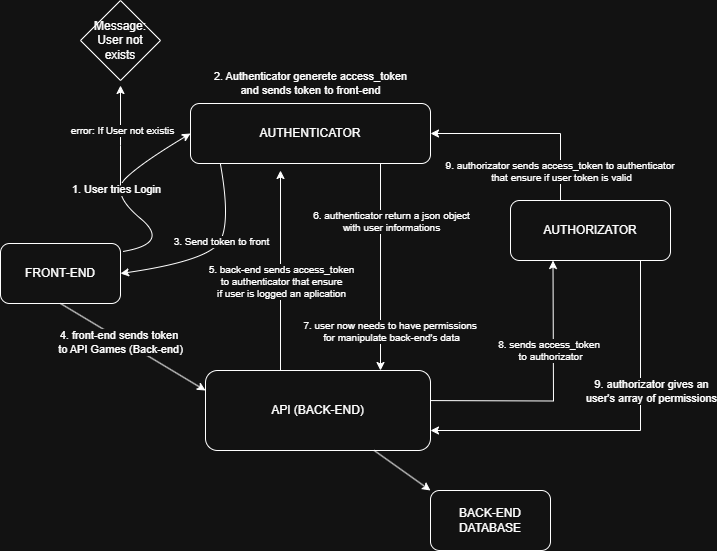 Message:
User not
exists
2. Authenticator generete access_token
and sends token to front-end
error: If User not existis
AUTHENTICATOR
9. authorizator sends access_token to authenticator
that ensure if user token is valid
1. User tries Login
6. authenticator return a json object
with user informations
AUTHORIZATOR
3. Send token to front
FRONT-END
5. back-end sends access_token
to authenticator that ensure
if user is logged an aplication
4. front-end sends token
to API Games (Back-end)
7. user now needs to have permissions
for manipulate back-end's data
8. sends access_token
to authorizator
9. authorizator gives an
user's array of permissions
API (BACK-END)
BACK-END
DATABASE